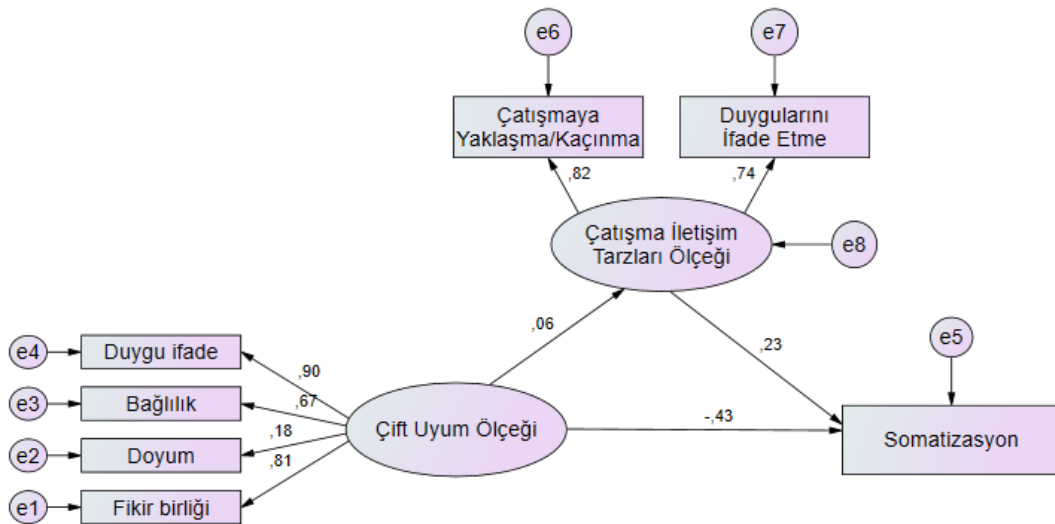 e6
e7
Çatışmaya
Yaklaşma/Kaçınma
Duygularını
İfade Etme
,82
,74
Çatışma İletişim
Tarzları Ölçeği
e8
,06
,23
e5
e4
Duygu ifade
,90
e3
Bağlılık
,67
Çift Uyum Ölçeği
-,43
Somatizasyon
,18
e2
Doyum
,81
e1
Fikir birliği